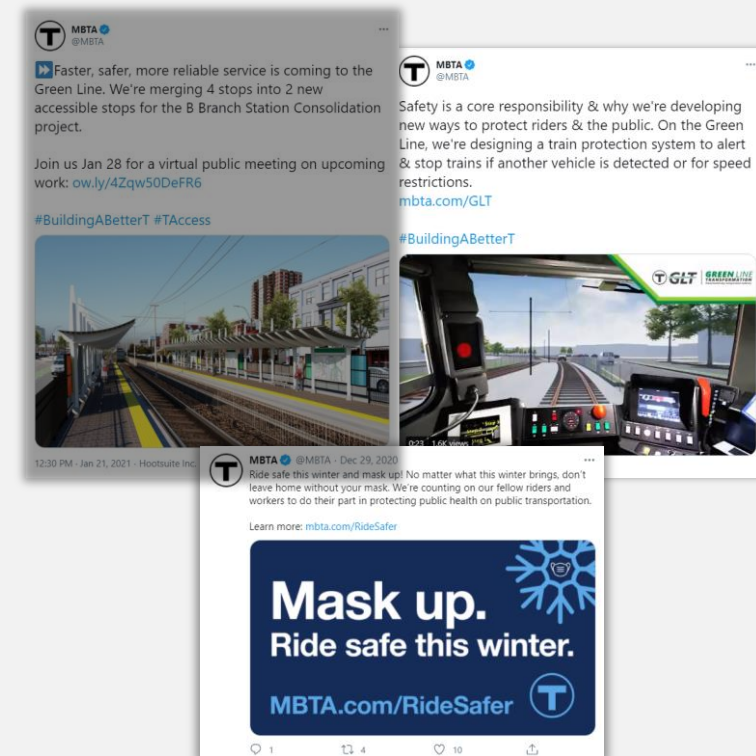 MBTA
@MBTA
Faster, safer, more reliable service is coming to the
Green Line. We're merging 4 stops into 2 new
accessible stops for the B Branch Station Consolidation
project.
Join us Jan 28 for a virtual public meeting on upcoming
work: ow.ly/4Zqw50DeFR6
#BuildingABetterT #TAccess
12:30 PM · Jan 21, 2021 · Hootsuite Inc.
T MBTA
@MBTA
Safety is a core responsibility & why we're developing
new ways to protect riders & the public. On the Green
Line, we're designing a train protection system to alert
& stop trains if another vehicle is detected or for speed
restrictions.
mbta.com/GLT
#BuildingABetterT
T GLT GREEN LINE
TRANSFORMATION
0:23 1.6K views
T MBTA @MBTA · Dec 29, 2020
Ride safe this winter and mask up! No matter what this winter brings, don't
leave home without your mask. We're counting on our fellow riders and
workers to do their part in protecting public health on public transportation.
Learn more: mbta.com/RideSafer
Mask up.
Ride safe this winter.
MBTA.com/RideSafer T
1 4 10